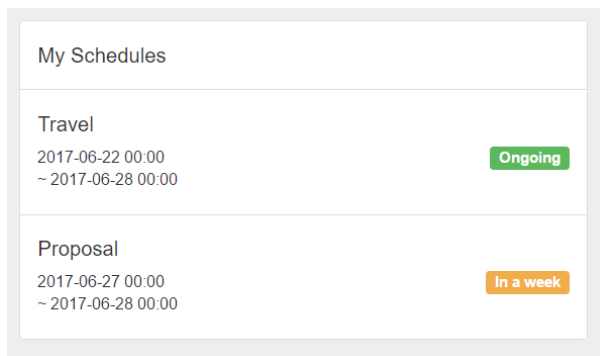 My Schedules
Travel
2017-06-22 00:00
~ 2017-06-28 00:00
Ongoing
Proposal
2017-06-27 00:00
~ 2017-06-28 00:00
In a week